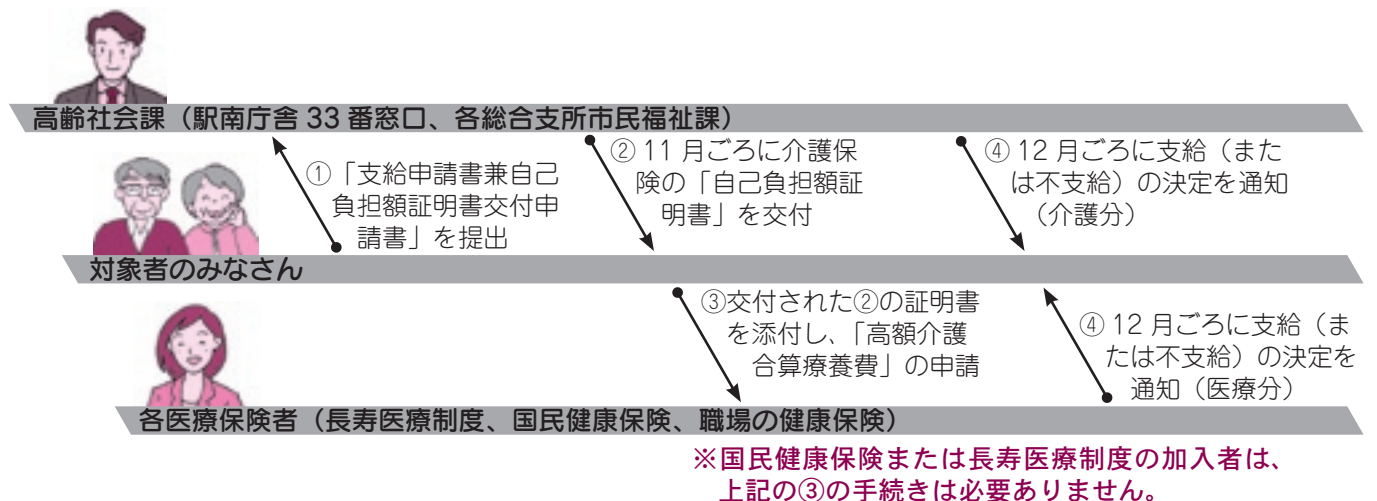 高齢社会課（駅南庁舎 33 番窓口、各総合支所市民福祉課）
①「支給申請書兼自己
負担額証明書交付申
請書」を提出
② 11 月ごろに介護保
険の「自己負担額証
明書」を交付
④ 12 月ごろに支給（また
は不支給）の決定を通知
（介護分）
対象者のみなさん
③交付された②の証明書
を添付し、「高額介護
合算療養費」の申請
④ 12 月ごろに支給（ま
たは不支給）の決定を
通知（医療分）
各医療保険者（長寿医療制度、国民健康保険、職場の健康保険）
※国民健康保険または長寿医療制度の加入者は、
上記の③の手続きは必要ありません。